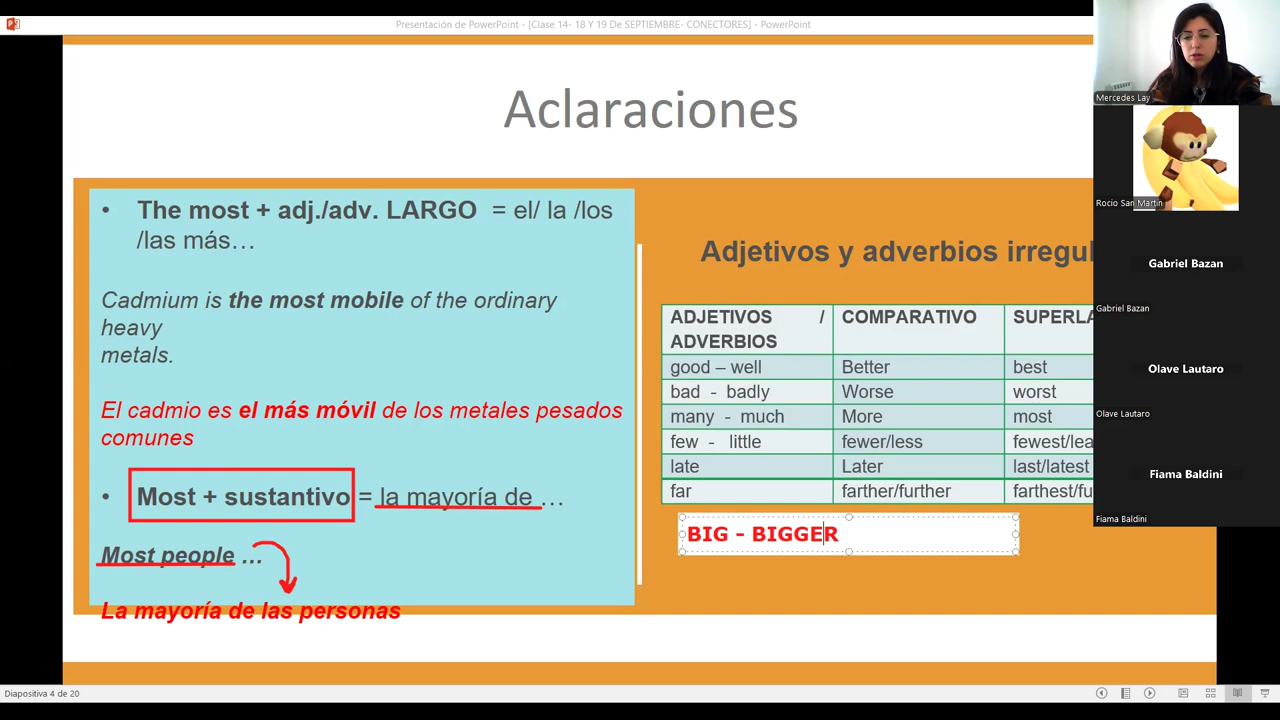 Presentación de PowerPoint - [Clase 14- 18 Y 19 DE SEPTIEMBRE- CONECTORES] - PowerPoint
Aclaraciones
• The most + adj./adv. LARGO = el/ la /los
/las más…
Cadmium is the most mobile of the ordinary
heavy
metals.
El cadmio es el más móvil de los metales pesados
comunes
• Most + sustantivo = la mayoría de …
Most people …
La mayoría de las personas
Adjetivos y adverbios irregul
ADJETIVOS / COMPARATIVO SUPERLA
ADVERBIOS
good – well Better best
bad - badly Worse worst
many - much More most
few - little fewer/less fewest/lea
late Later last/latest
far farther/further farthest/fu
BIG - BIGGER
Mercedes Lay
Rocio San Martin
Gabriel Bazan
Gabriel Bazan
Olave Lautaro
Olave Lautaro
Fiama Baldini
Fiama Baldini
Diapositiva 4 de 20